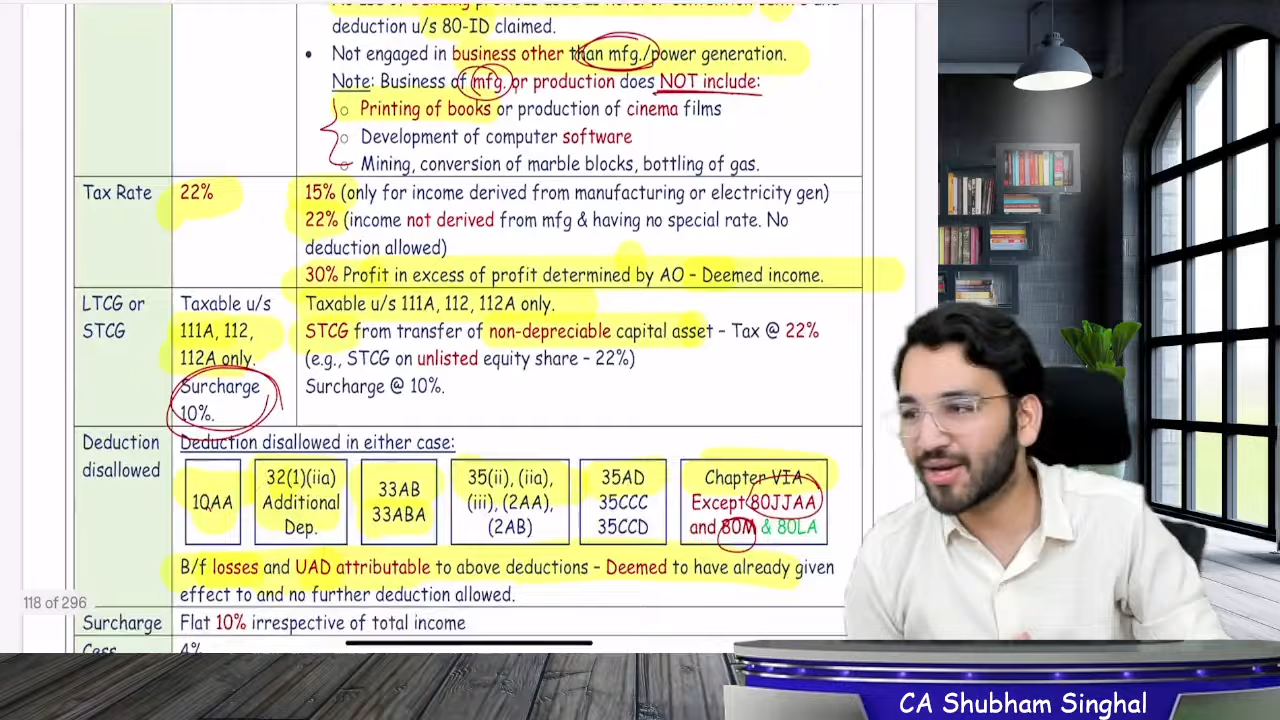 deduction u/s 80-ID claimed.
• Not engaged in business other than mfg./power generation.
Note: Business of mfg. or production does NOT include:
○ Printing of books or production of cinema films
○ Development of computer software
○ Mining, conversion of marble blocks, bottling of gas.
Tax Rate
22%
15% (only for income derived from manufacturing or electricity gen)
22% (income not derived from mfg & having no special rate. No
deduction allowed)
30% Profit in excess of profit determined by AO – Deemed income.
LTCG or
STCG
Taxable u/s
111A, 112,
112A only.
Surcharge
10%.
Taxable u/s 111A, 112, 112A only.
STCG from transfer of non-depreciable capital asset – Tax @ 22%
(e.g., STCG on unlisted equity share – 22%)
Surcharge @ 10%.
Deduction
disallowed
Deduction disallowed in either case:
10AA
32(1)(iia)
Additional
Dep.
33AB
33ABA
35(ii), (iia),
(iii), (2AA),
(2AB)
35AD
35CCC
35CCD
Chapter VIA
Except 80JJAA
and 80M & 80LA
B/f losses and UAD attributable to above deductions – Deemed to have already given
effect to and no further deduction allowed.
118 of 296
Surcharge
Flat 10% irrespective of total income
Cess
4%
CA Shubham Singhal